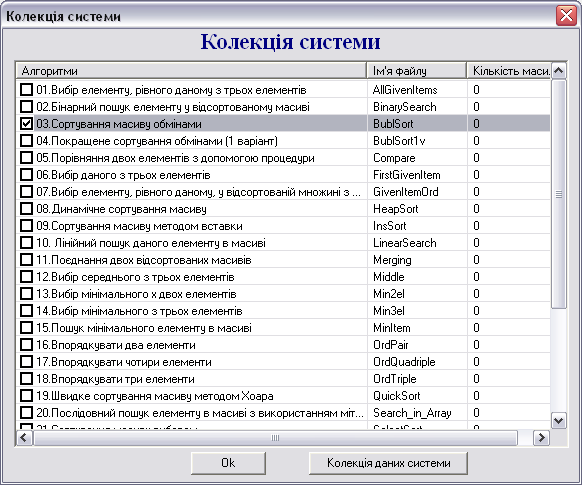 Колекція системи
Колекція системи
Алгоритми Ім'я файлу Кількість маси.
01.Вибір елементу, рівного даному з трьох елементів AllGivenItems 0
02.Бінарний пошук елементу у відсортованому масиві BinarySearch 0
03.Сортування масиву обмінами BublSort 0
04.Покращене сортування обмінами (1 варіант) BublSort1v 0
05.Порівняння двох елементів з допомогою процедури Compare 0
06.Вибір даного з трьох елементів FirstGivenItem 0
07.Вибір елементу, рівного даному, у відсортованій множині з ... GivenItemOrd 0
08.Динамічне сортування масиву HeapSort 0
09.Сортування масиву методом вставки InsSort 0
10. Лінійний пошук даного елементу в масиві LinearSearch 0
11.Поєднання двох відсортованих масивів Merging 0
12.Вибір середнього з трьох елементів Middle 0
13.Вибір мінімального х двох елементів Min2el 0
14.Вибір мінімального з трьох елементів Min3el 0
15.Пошук мінімального елементу в масиві MinItem 0
16.Впорядкувати два елементи OrdPair 0
17.Впорядкувати чотири елементи OrdQuadriple 0
18.Впорядкувати три елементи OrdTriple 0
19.Швидке сортування масиву методом Хоара QuickSort 0
20.Послідовний пошук елементу в масиві з використанням міт... Search_in_Array 0
Ok Колекція даних системи